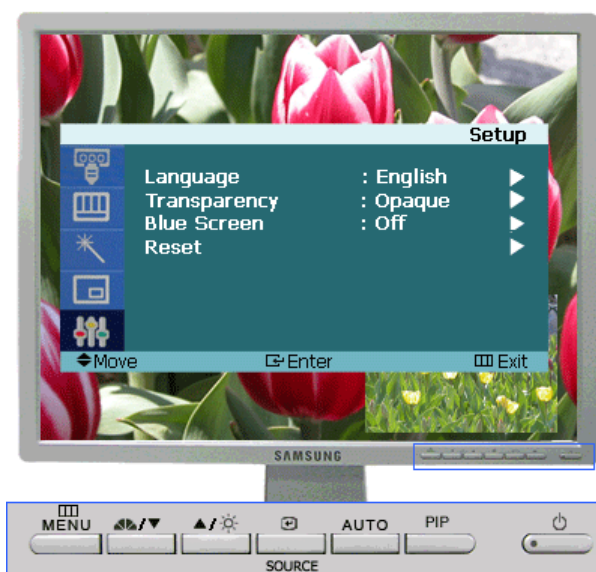 Setup
Language : English
Transparency : Opaque
Blue Screen : Off
Reset
Move Enter Exit
SAMSUNG
MENU / ▼ ▲/ AUTO PIP
SOURCE